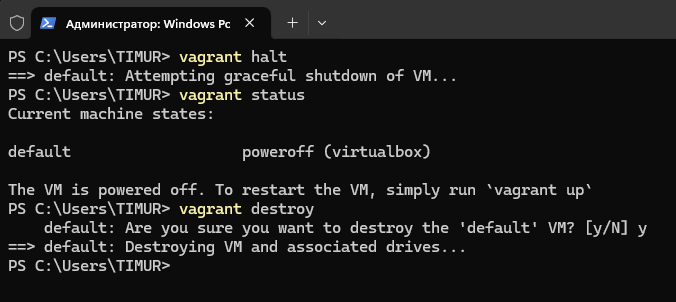 Администратор: Windows Pc
PS C:\Users\TIMUR> vagrant halt
==> default: Attempting graceful shutdown of VM...
PS C:\Users\TIMUR> vagrant status
Current machine states:
default                   poweroff (virtualbox)
The VM is powered off. To restart the VM, simply run `vagrant up`
PS C:\Users\TIMUR> vagrant destroy
    default: Are you sure you want to destroy the 'default' VM? [y/N] y
==> default: Destroying VM and associated drives...
PS C:\Users\TIMUR>